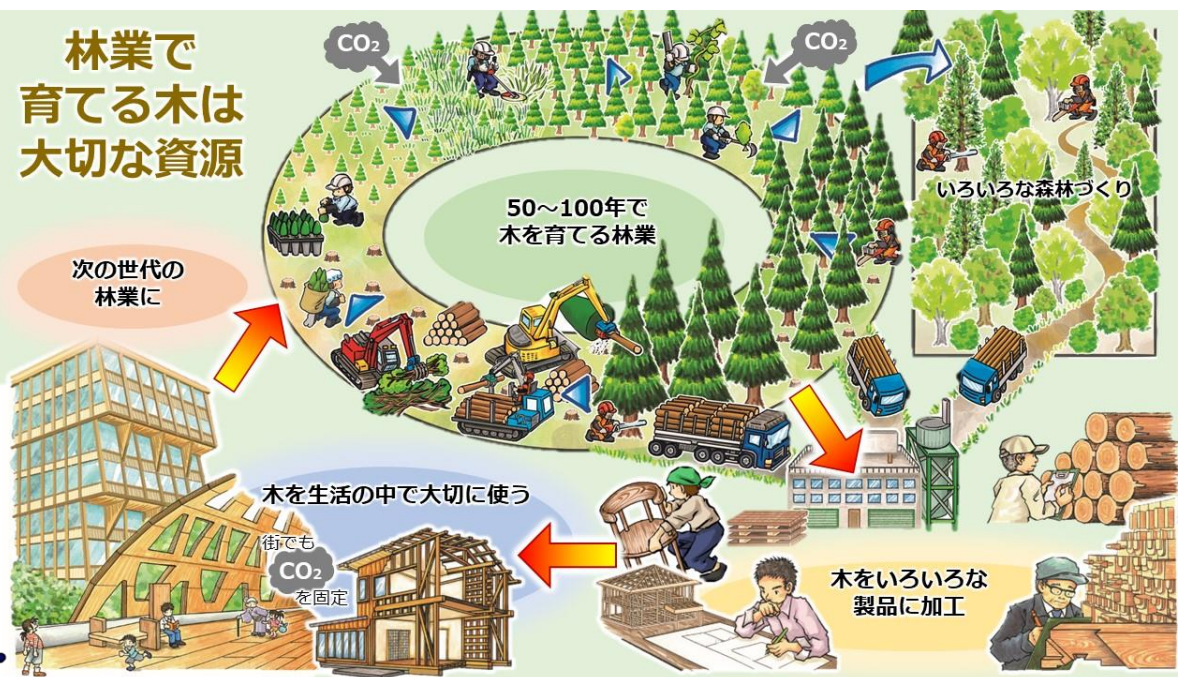 林業で
育てる木は
大切な資源
CO₂
CO₂
50～100年で
木を育てる林業
いろいろな森林づくり
次の世代の
林業に
木を生活の中で大切に使う
街でも
CO₂
を固定
木をいろいろな
製品に加工